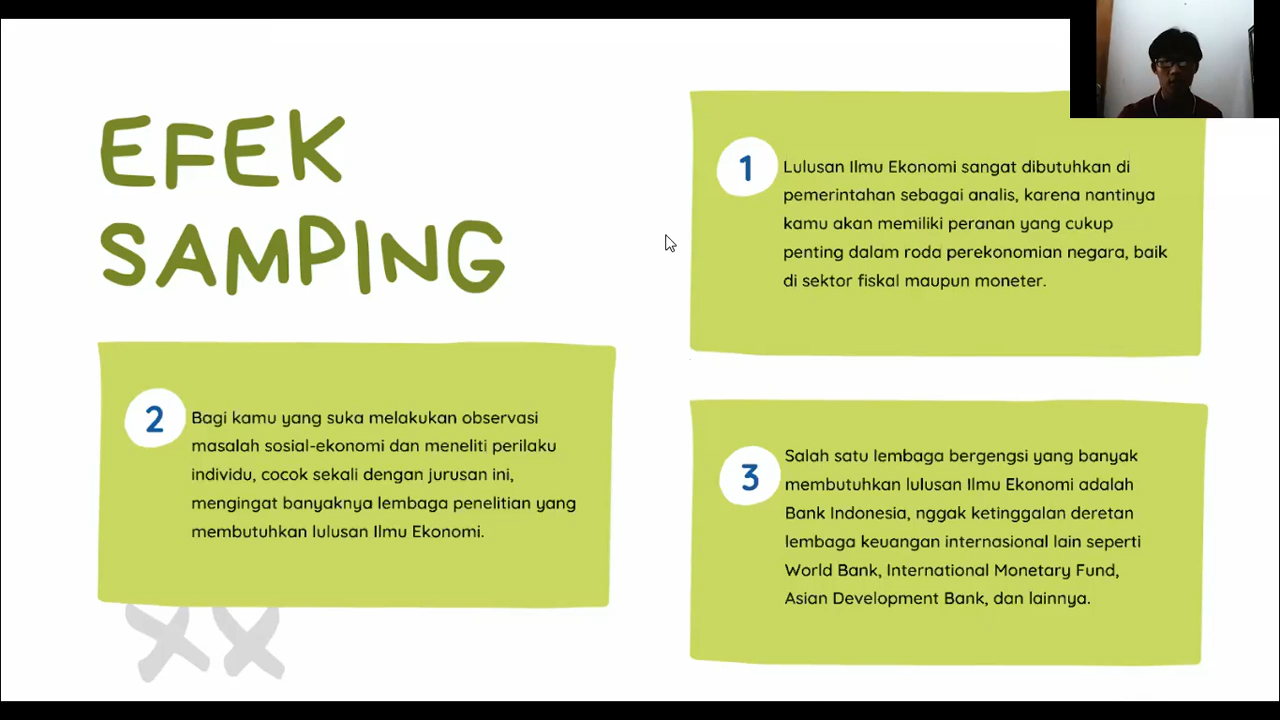 EFEK
SAMPING
1
Lulusan Ilmu Ekonomi sangat dibutuhkan di
pemerintahan sebagai analis, karena nantinya
kamu akan memiliki peranan yang cukup
penting dalam roda perekonomian negara, baik
di sektor fiskal maupun moneter.
2
Bagi kamu yang suka melakukan observasi
masalah sosial-ekonomi dan meneliti perilaku
individu, cocok sekali dengan jurusan ini,
mengingat banyaknya lembaga penelitian yang
membutuhkan lulusan Ilmu Ekonomi.
3
Salah satu lembaga bergengsi yang banyak
membutuhkan lulusan Ilmu Ekonomi adalah
Bank Indonesia, nggak ketinggalan deretan
lembaga keuangan internasional lain seperti
World Bank, International Monetary Fund,
Asian Development Bank, dan lainnya.